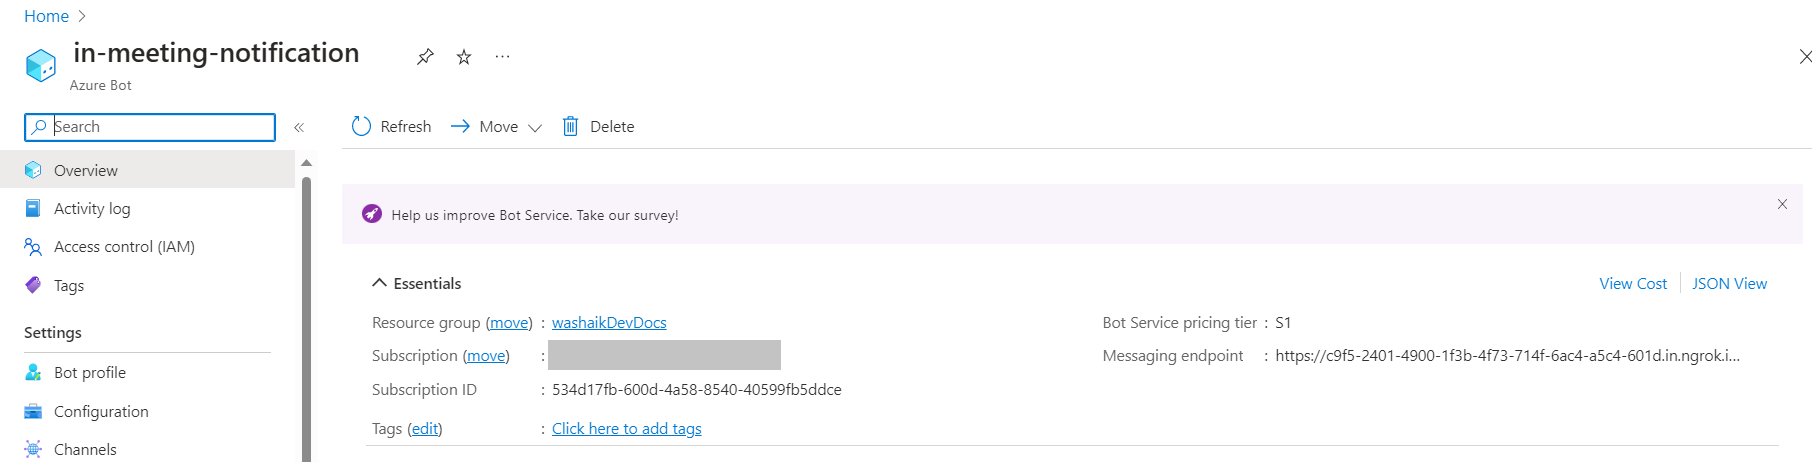 Home
in-meeting-notification
Azure Bot
Search
Refresh Move Delete
Overview
Activity log
Access control (IAM)
Tags
Settings
Bot profile
Configuration
Channels
Help us improve Bot Service. Take our survey!
Essentials
View Cost JSON View
Resource group (move) : washaikDevDocs
Subscription (move) :
Subscription ID : 534d17fb-600d-4a58-8540-40599fb5ddce
Tags (edit) : Click here to add tags
Bot Service pricing tier : S1
Messaging endpoint : https://c9f5-2401-4900-1f3b-4f73-714f-6ac4-a5c4-601d.in.ngrok.i...